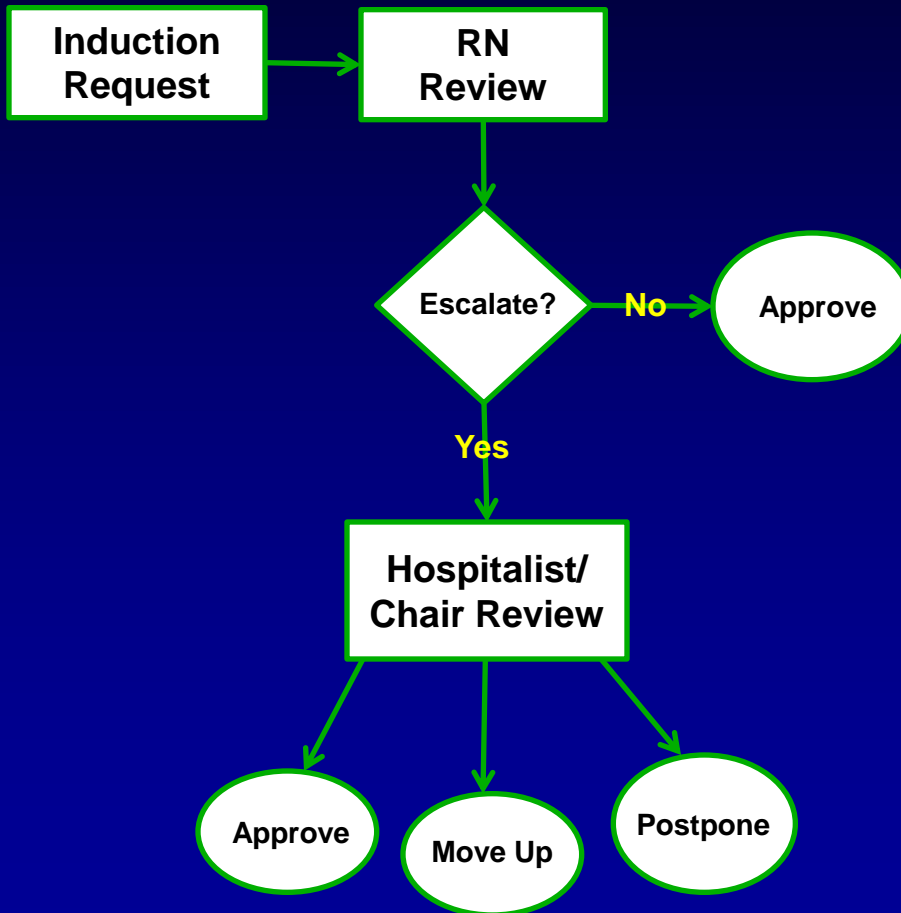 Induction
Request
RN
Review
Escalate?
No
Approve
Yes
Hospitalist/
Chair Review
Approve
Move Up
Postpone